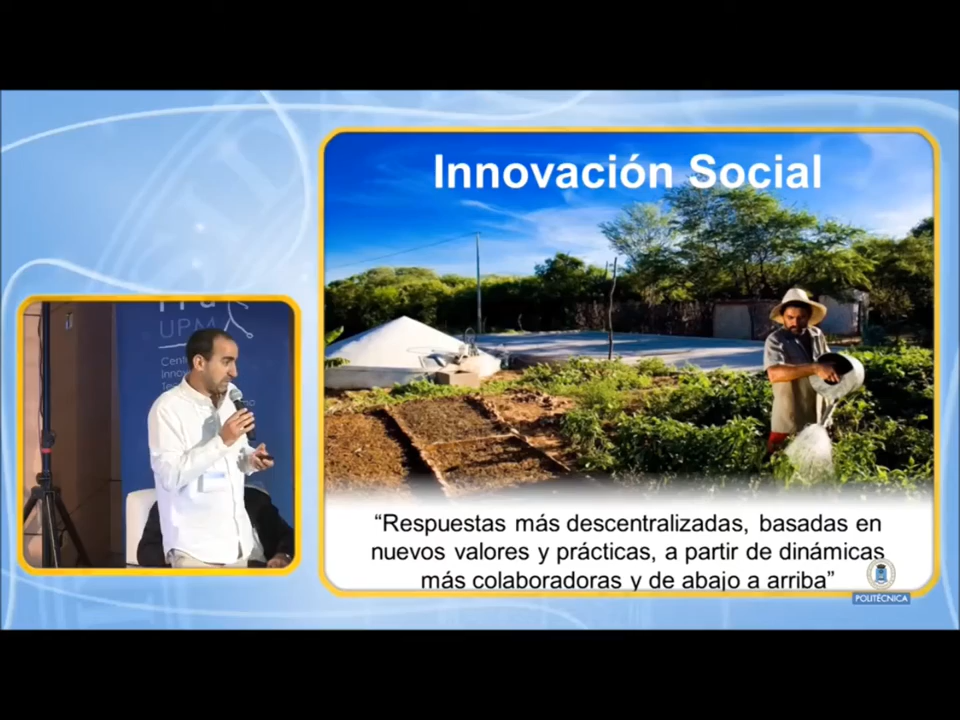 Innovación Social
UPM
“Respuestas más descentralizadas, basadas en
nuevos valores y prácticas, a partir de dinámicas
más colaboradoras y de abajo a arriba”
POLITÉCNICA